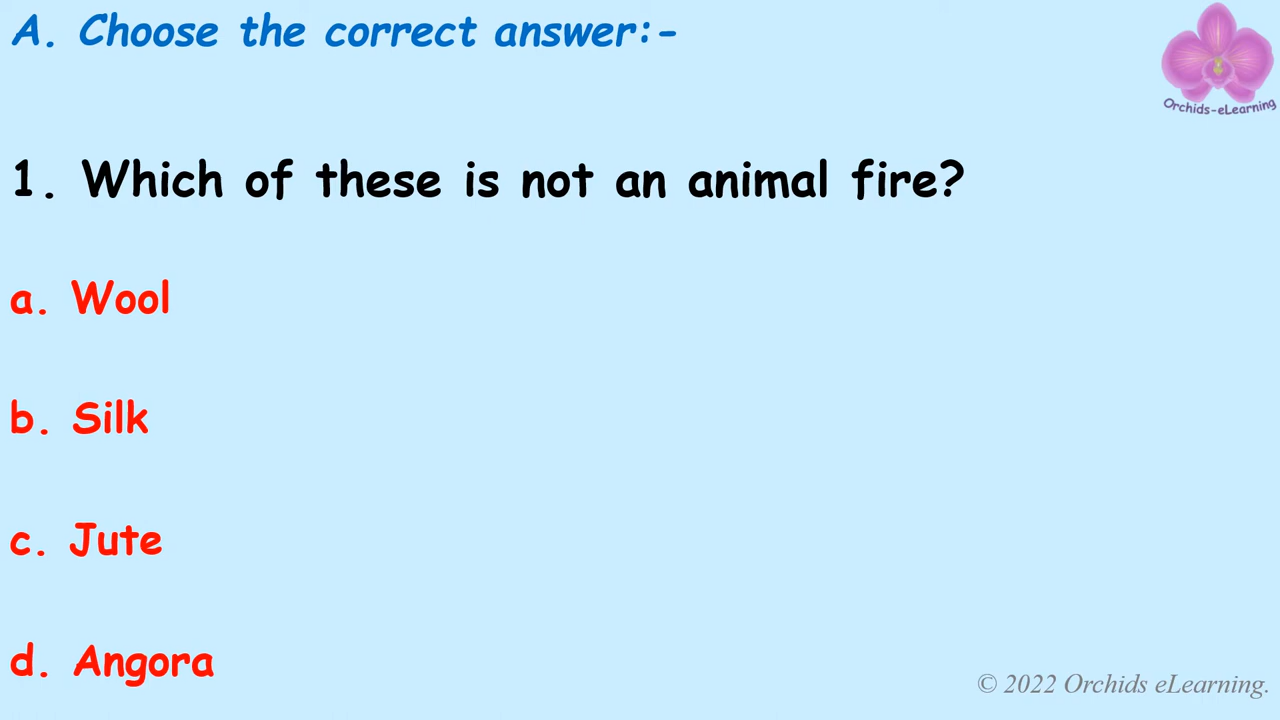 A. Choose the correct answer:-
Orchids-eLearning
1. Which of these is not an animal fire?
a. Wool
b. Silk
c. Jute
d. Angora
© 2022 Orchids eLearning.